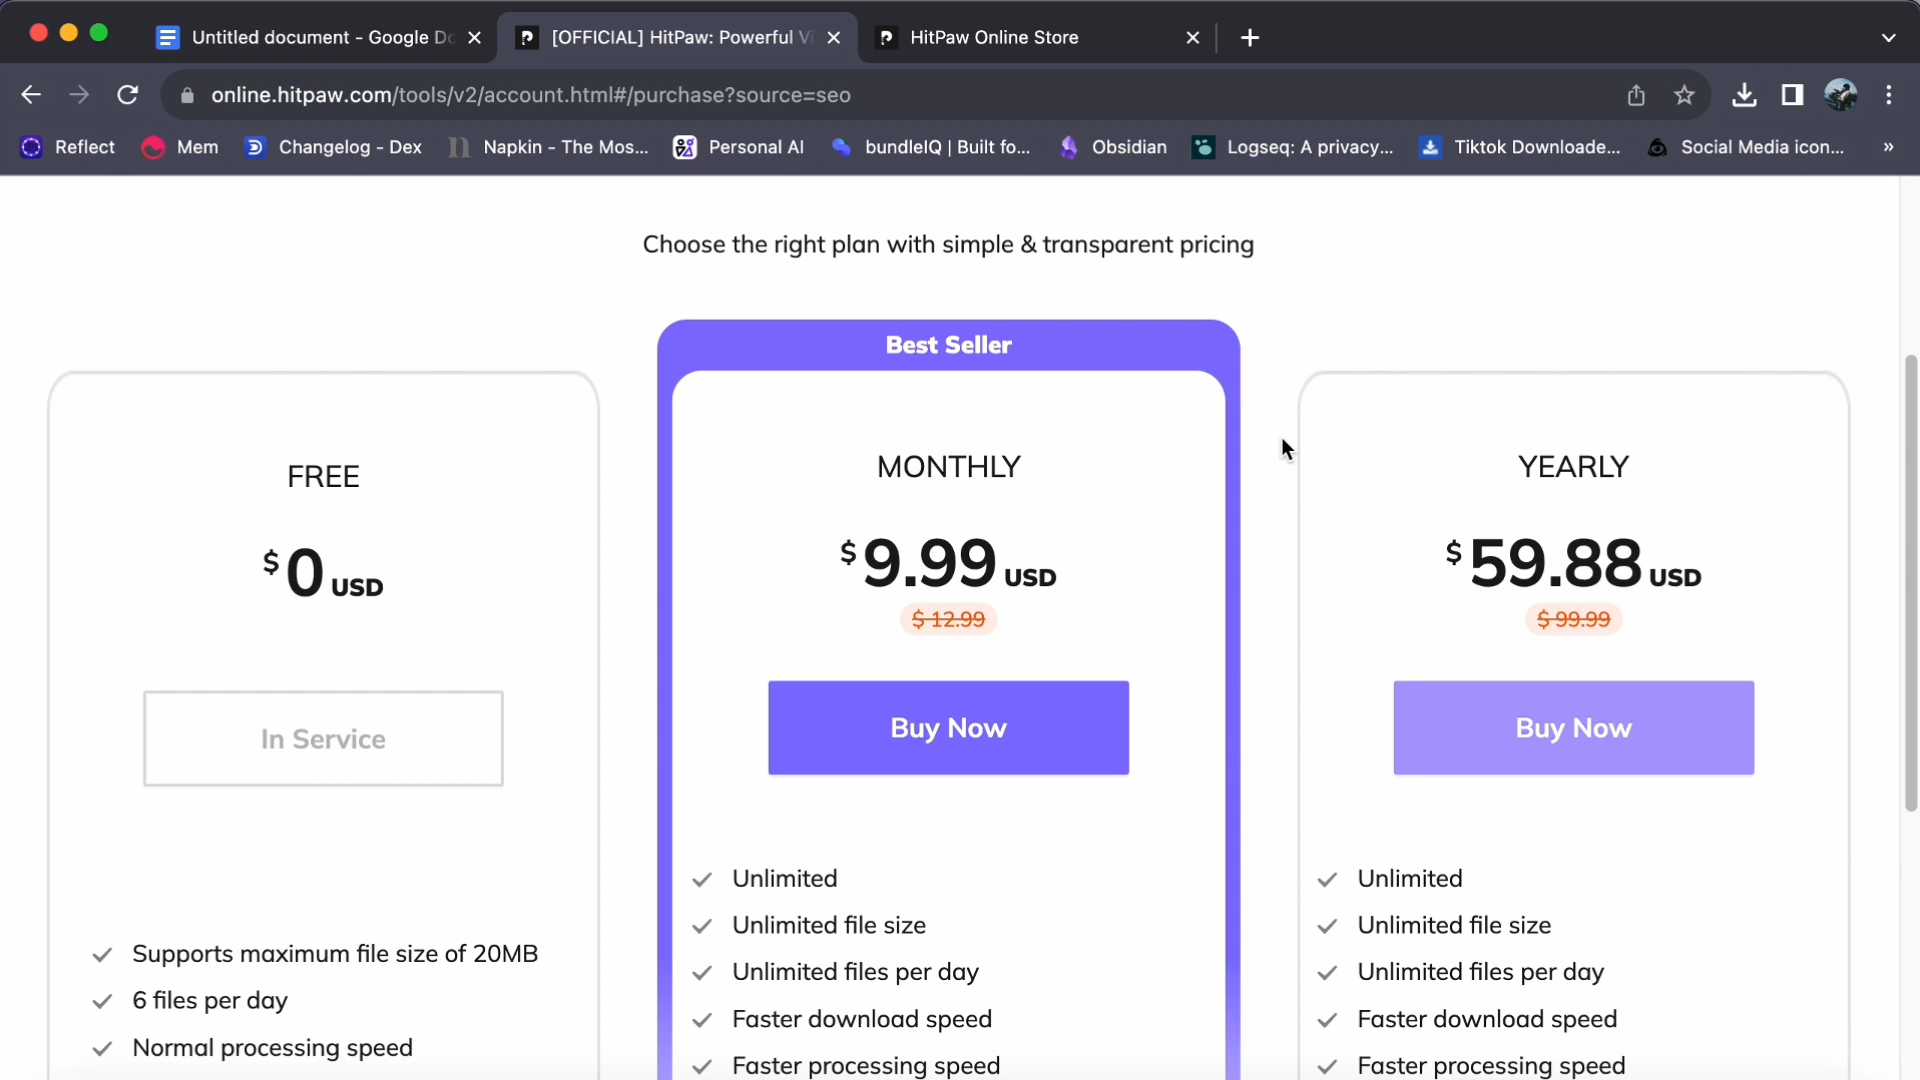 Untitled document - Google Do
[OFFICIAL] HitPaw: Powerful Vi
HitPaw Online Store
online.hitpaw.com/tools/v2/account.html#/purchase?source=seo
Reflect
Mem
Changelog - Dex
Napkin - The Mos...
Personal AI
bundleIQ | Built fo...
Obsidian
Logseq: A privacy...
Tiktok Downloade...
Social Media icon...
»
Choose the right plan with simple & transparent pricing
FREE
$0 USD
In Service
Supports maximum file size of 20MB
6 files per day
Normal processing speed
Best Seller
MONTHLY
$9.99 USD
$ 12.99
Buy Now
Unlimited
Unlimited file size
Unlimited files per day
Faster download speed
Faster processing speed
YEARLY
$59.88 USD
$ 99.99
Buy Now
Unlimited
Unlimited file size
Unlimited files per day
Faster download speed
Faster processing speed